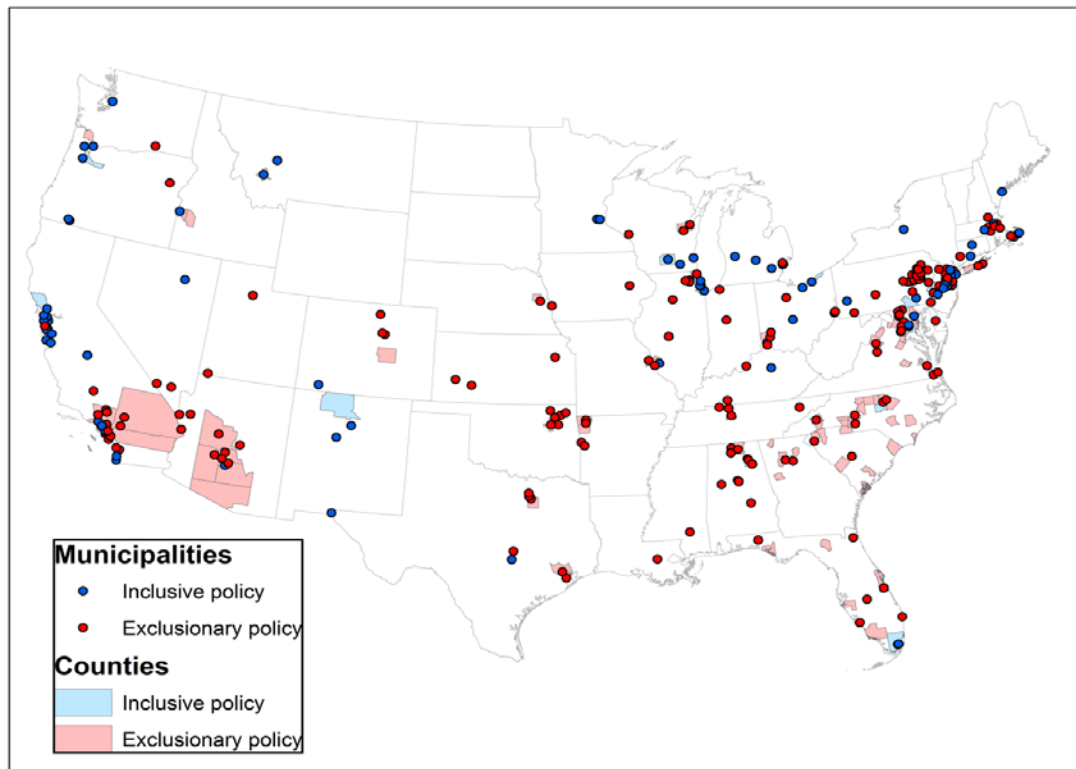 Municipalities
Inclusive policy
Exclusionary policy
Counties
Inclusive policy
Exclusionary policy